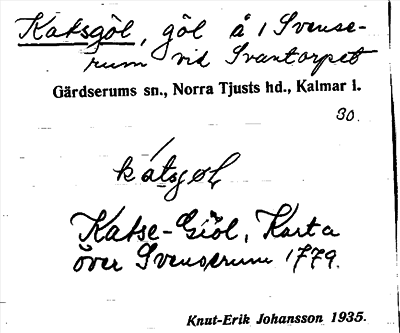 Katsgöl, göl å / Svense-
rum vid Svantorpet
Gärdserums sn., Norra Tjusts hd., Kalmar l.
30.
kátsgøḷ
Katse-Giöl, Karta
över Svenserum 1779.
Knut-Erik Johansson 1935.